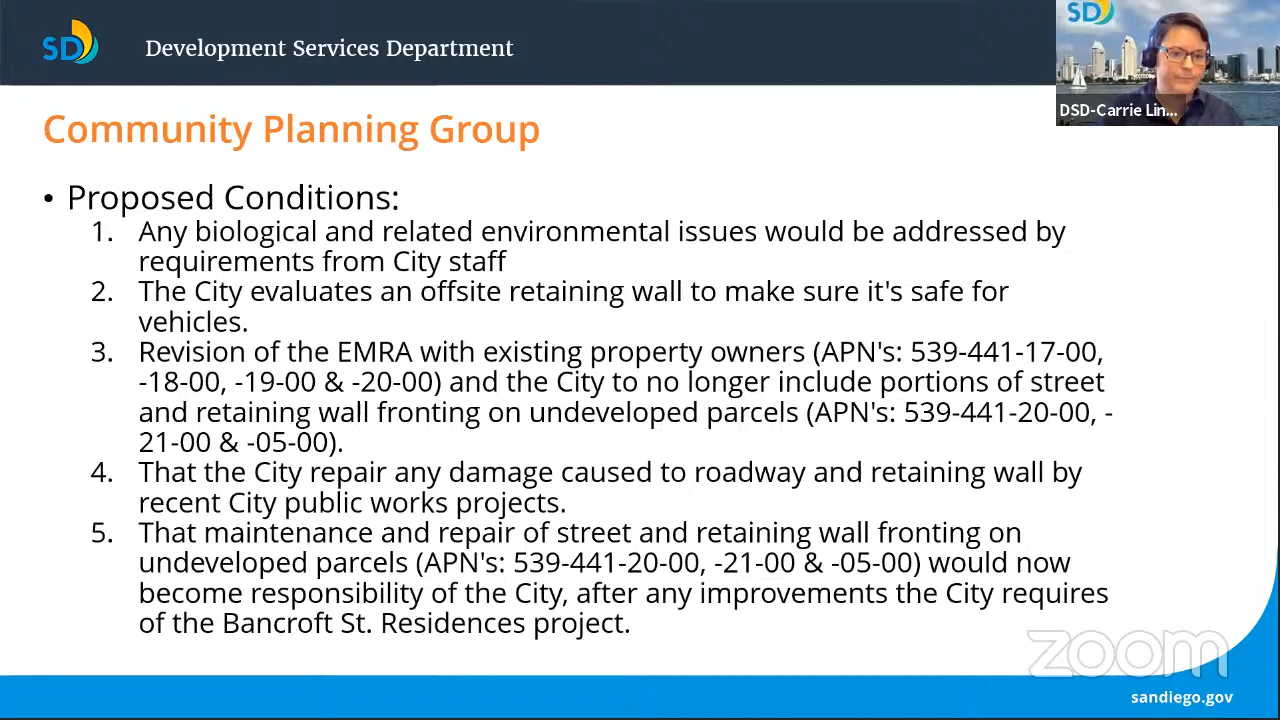 SD
Development Services Department
SD
DSD-Carrie Lin...
Community Planning Group
• Proposed Conditions:
1. Any biological and related environmental issues would be addressed by
requirements from City staff
2. The City evaluates an offsite retaining wall to make sure it's safe for
vehicles.
3. Revision of the EMRA with existing property owners (APN's: 539-441-17-00,
-18-00, -19-00 & -20-00) and the City to no longer include portions of street
and retaining wall fronting on undeveloped parcels (APN's: 539-441-20-00, -
21-00 & -05-00).
4. That the City repair any damage caused to roadway and retaining wall by
recent City public works projects.
5. That maintenance and repair of street and retaining wall fronting on
undeveloped parcels (APN's: 539-441-20-00, -21-00 & -05-00) would now
become responsibility of the City, after any improvements the City requires
of the Bancroft St. Residences project.
zoom
sandiego.gov